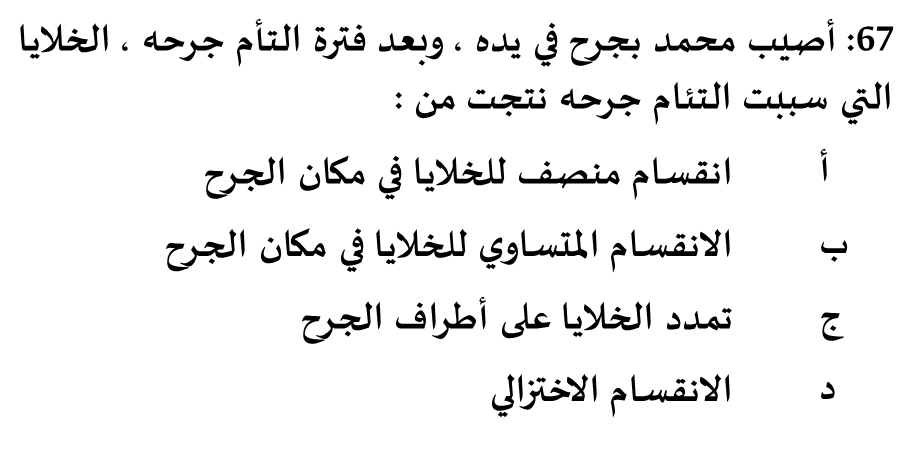 67: أصيب محمد بجرح في يده ، وبعد فترة التأم جرحه ، الخلايا
التي سببت التئام جرحه نتجت من :
أ انقسام منصف للخلايا في مكان الجرح
ب الانقسام المتساوي للخلايا في مكان الجرح
ج تمدد الخلايا على أطراف الجرح
د الانقسام الاختزالي